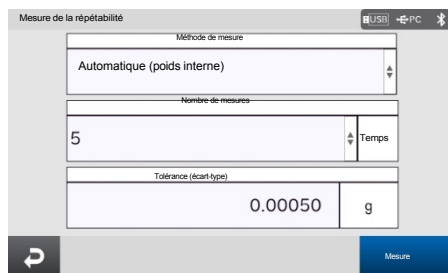 Mesure de la répétabilité
USB PC
Méthode de mesure
Automatique (poids interne)
Nombre de mesures
5 Temps
Tolérance (écart-type)
0.00050 g
Mesure